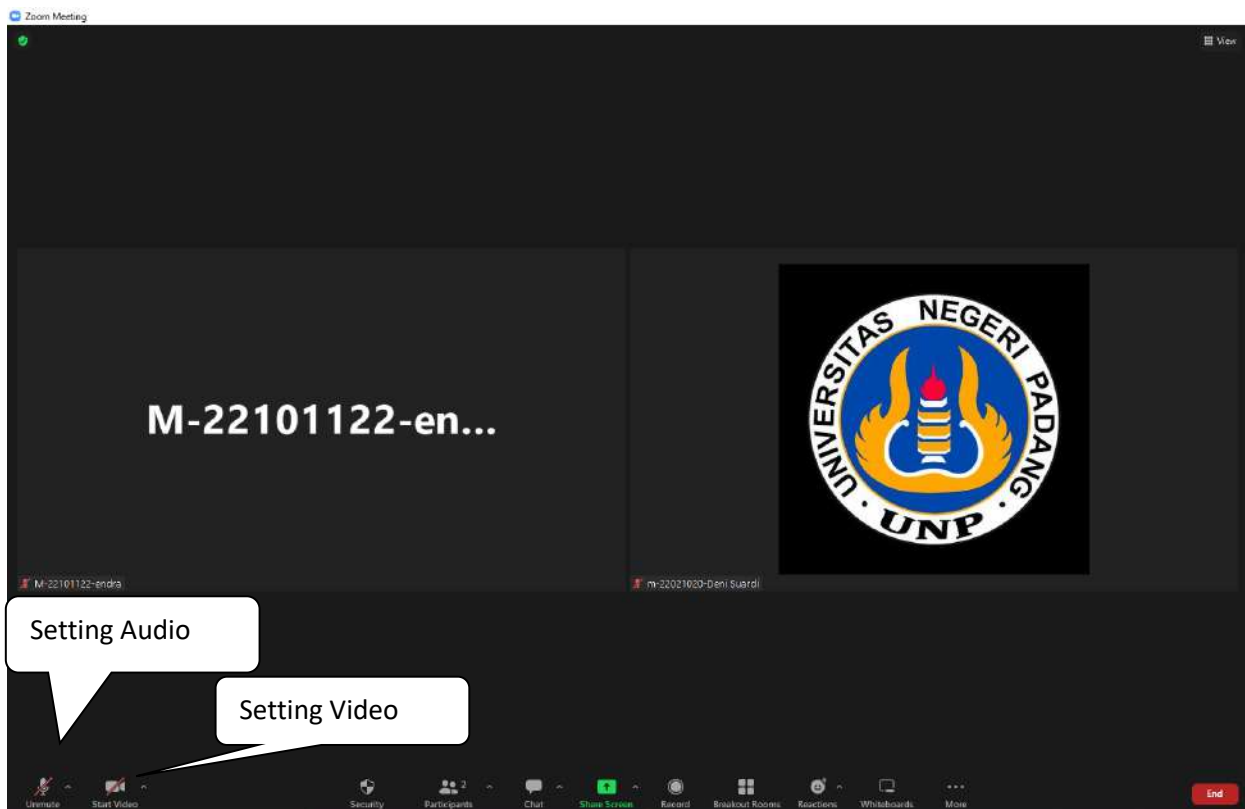 Zoom Meeting
View
UNIVERSITAS NEGERI PADANG
UNP
M-22101122-en...
M-22101122-endra
m-22021020-Deni Suardi
Setting Audio
Setting Video
Unmute
Start Video
Security
Participants
2
Chat
Share Screen
Record
Breakout Rooms
Reactions
Whiteboards
More
End